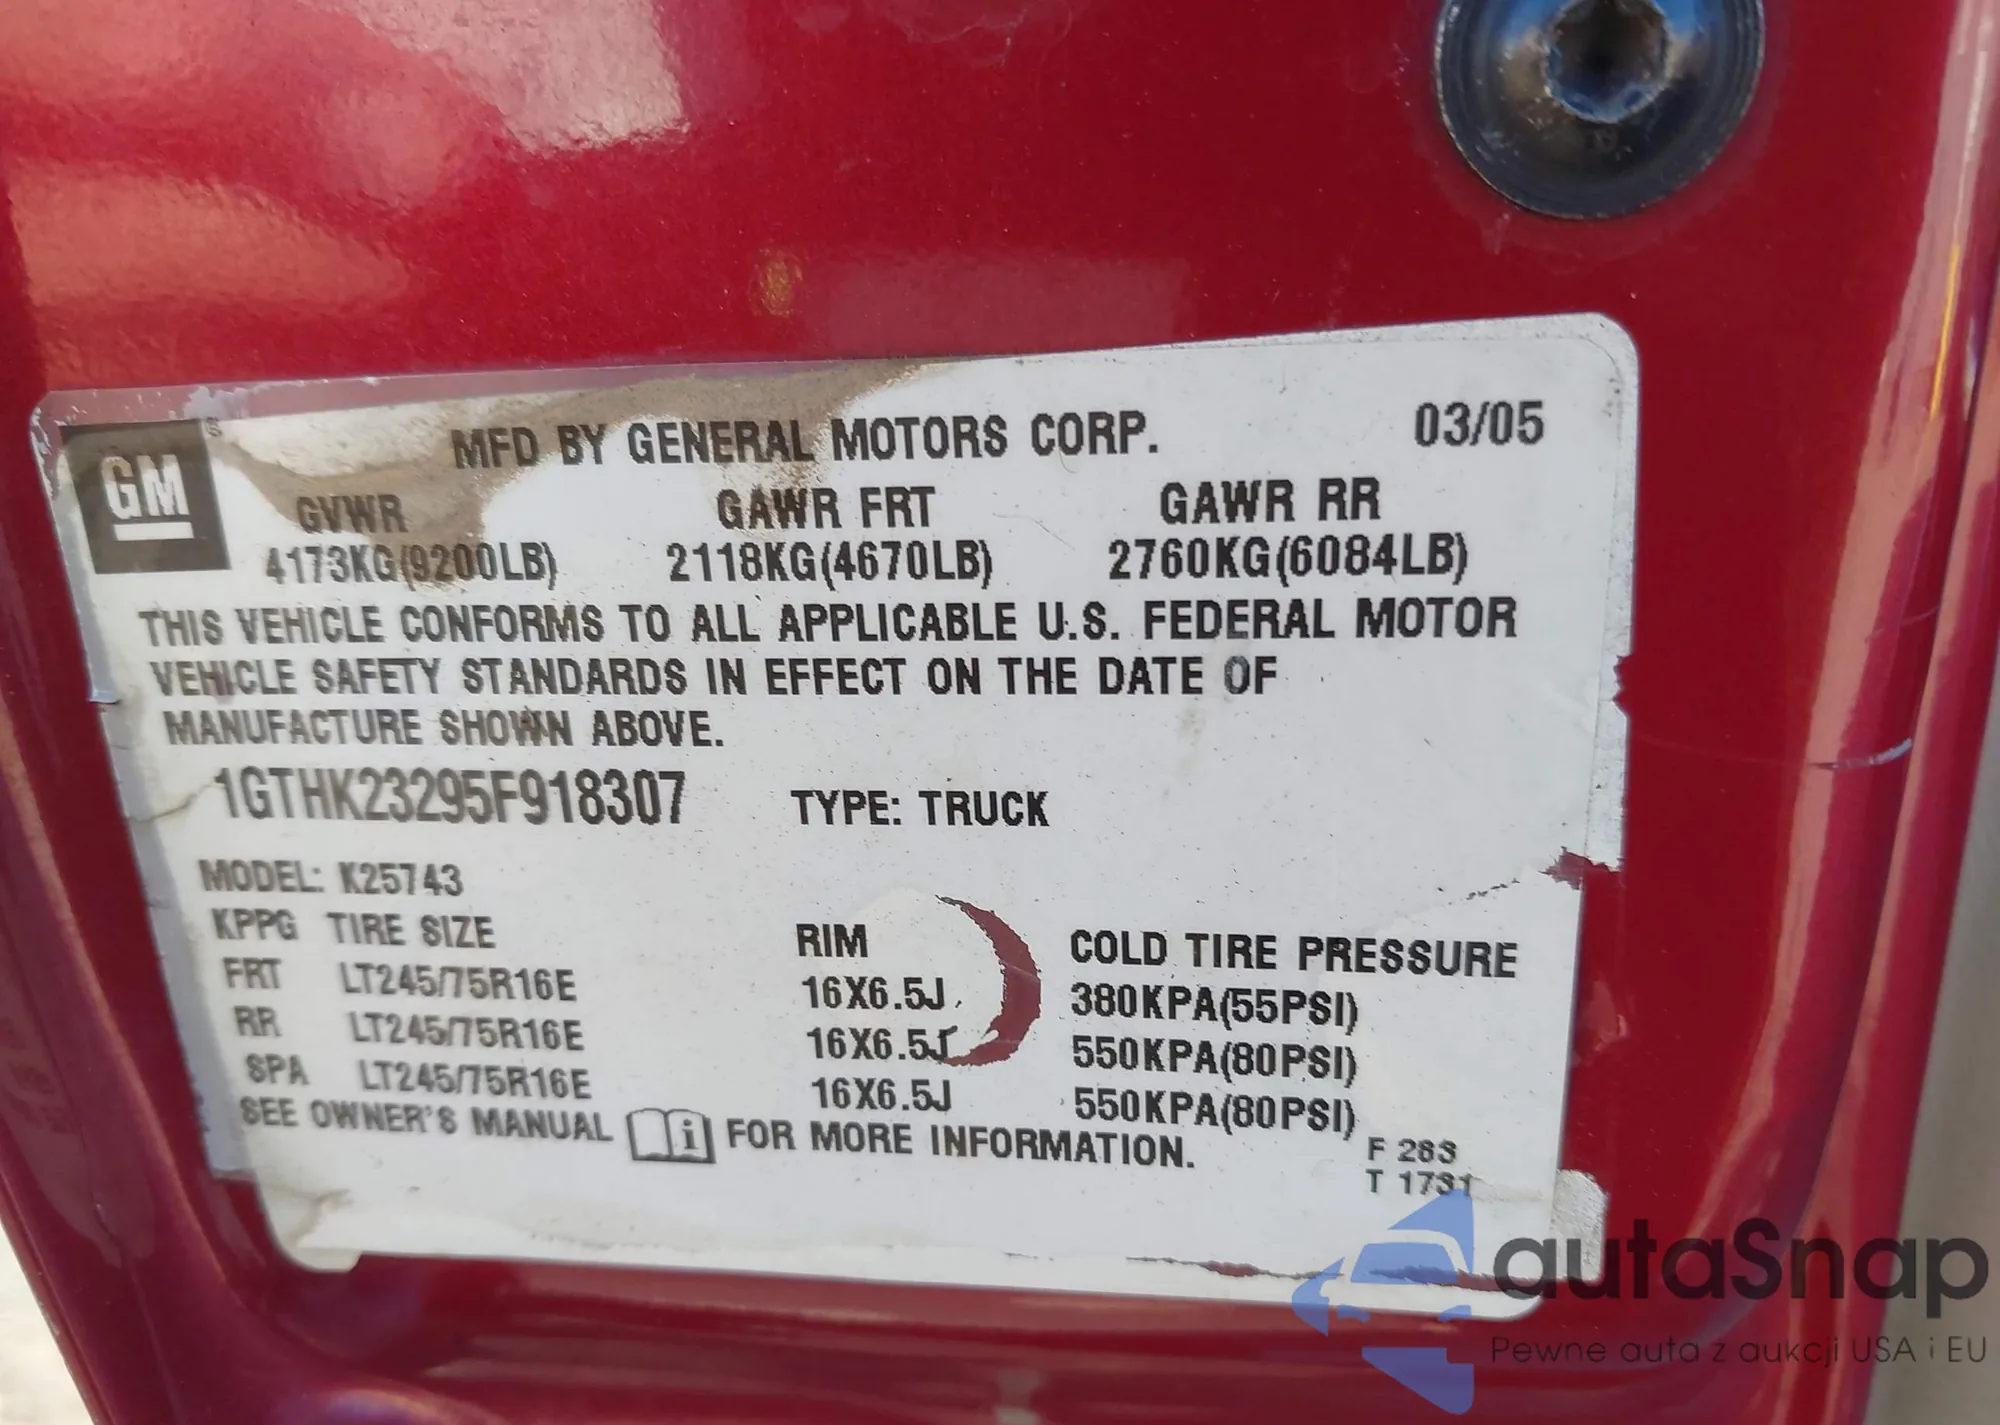 GM ®
MFD BY GENERAL MOTORS CORP. 03/05
GVWR GAWR FRT GAWR RR
4173KG(9200LB) 2118KG(4670LB) 2760KG(6084LB)
THIS VEHICLE CONFORMS TO ALL APPLICABLE U.S. FEDERAL MOTOR
VEHICLE SAFETY STANDARDS IN EFFECT ON THE DATE OF
MANUFACTURE SHOWN ABOVE.
1GTHK23295F918307 TYPE: TRUCK
MODEL: K25743
KPPG TIRE SIZE RIM COLD TIRE PRESSURE
FRT LT245/75R16E 16X6.5J 380KPA(55PSI)
RR LT245/75R16E 16X6.5J 550KPA(80PSI)
SPA LT245/75R16E 16X6.5J 550KPA(80PSI)
SEE OWNER'S MANUAL i FOR MORE INFORMATION.
F 283
T 1731
autaSnap
Pewne auta z aukcji USA i EU